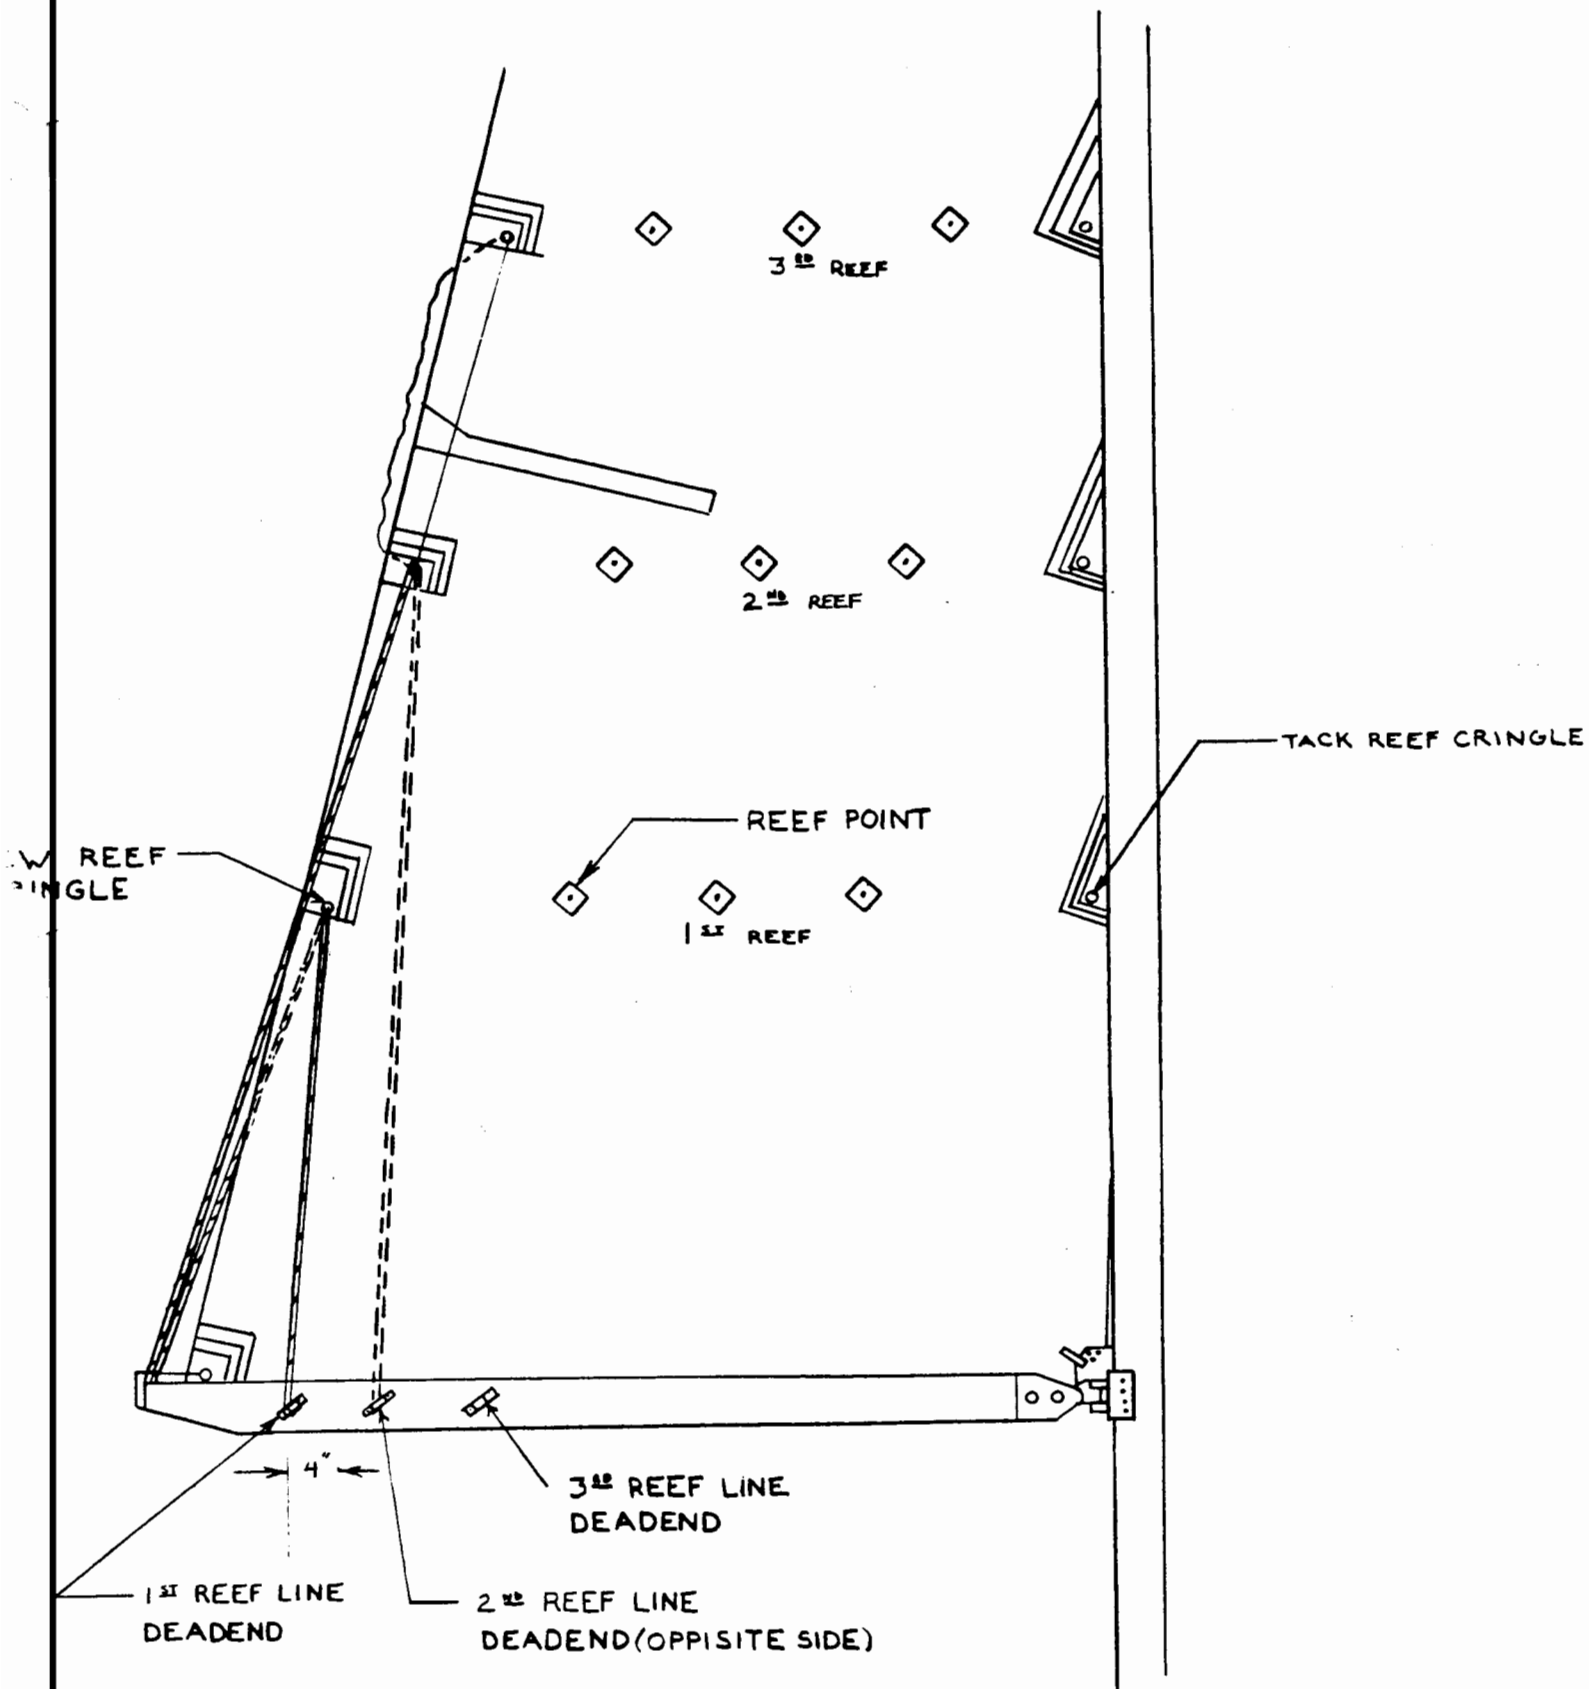 3RD REEF
2ND REEF
TACK REEF CRINGLE
REEF POINT
W REEF
INGLE
1ST REEF
4"
3RD REEF LINE
DEADEND
1ST REEF LINE
DEADEND
2ND REEF LINE
DEADEND (OPPISITE SIDE)